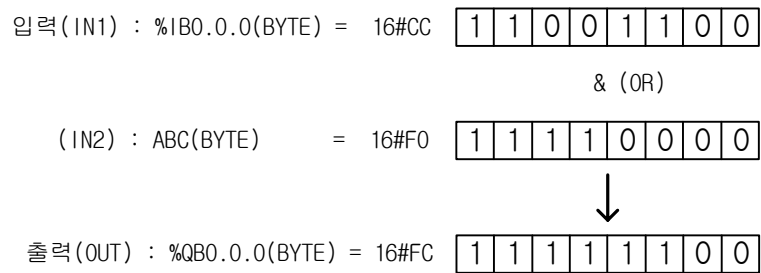 입력(IN1) : %IB0.0.0(BYTE) = 16#CC 1 1 0 0 1 1 0 0
& (OR)
(IN2) : ABC(BYTE) = 16#F0 1 1 1 1 0 0 0 0
출력(OUT) : %QB0.0.0(BYTE) = 16#FC 1 1 1 1 1 1 0 0